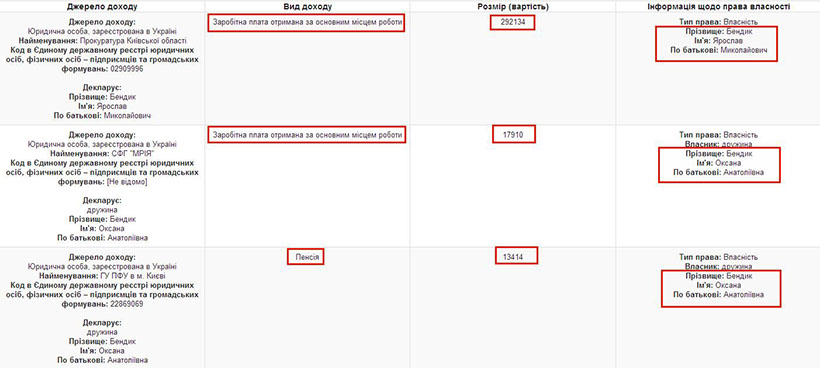 Джерело доходу
Вид доходу
Розмір (вартість)
Інформація щодо права власності
Джерело доходу:
Юридична особа, зареєстрована в Україні
Найменування: Прокуратура Київської області
Код в Єдиному державному реєстрі юридичних
осіб, фізичних осіб – підприємців та громадських
формувань: 02909996
Декларує:
Прізвище: Бендик
Ім'я: Ярослав
По батькові: Миколайович
Заробітна плата отримана за основним місцем роботи
292134
Тип права: Власність
Прізвище: Бендик
Ім'я: Ярослав
По батькові: Миколайович
Джерело доходу:
Юридична особа, зареєстрована в Україні
Найменування: СФГ "МРІЯ"
Код в Єдиному державному реєстрі юридичних
осіб, фізичних осіб – підприємців та громадських
формувань: [Не відомо]
Декларує:
дружина
Прізвище: Бендик
Ім'я: Оксана
По батькові: Анатоліївна
Заробітна плата отримана за основним місцем роботи
17910
Тип права: Власність
Власник: дружина
Прізвище: Бендик
Ім'я: Оксана
По батькові: Анатоліївна
Джерело доходу:
Юридична особа, зареєстрована в Україні
Найменування: ГУ ПФУ в м. Києві
Код в Єдиному державному реєстрі юридичних
осіб, фізичних осіб – підприємців та громадських
формувань: 22869069
Декларує:
дружина
Прізвище: Бендик
Ім'я: Оксана
По батькові: Анатоліївна
Пенсія
13414
Тип права: Власність
Власник: дружина
Прізвище: Бендик
Ім'я: Оксана
По батькові: Анатоліївна